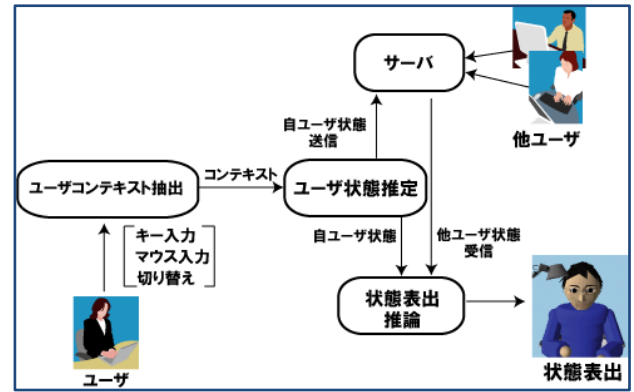 サーバ
他ユーザ
自ユーザ状態
送信
コンテキスト
ユーザコンテキスト抽出
ユーザ状態推定
キー入力
マウス入力
切り替え
自ユーザ状態
他ユーザ状態
受信
状態表出
推論
ユーザ
状態表出